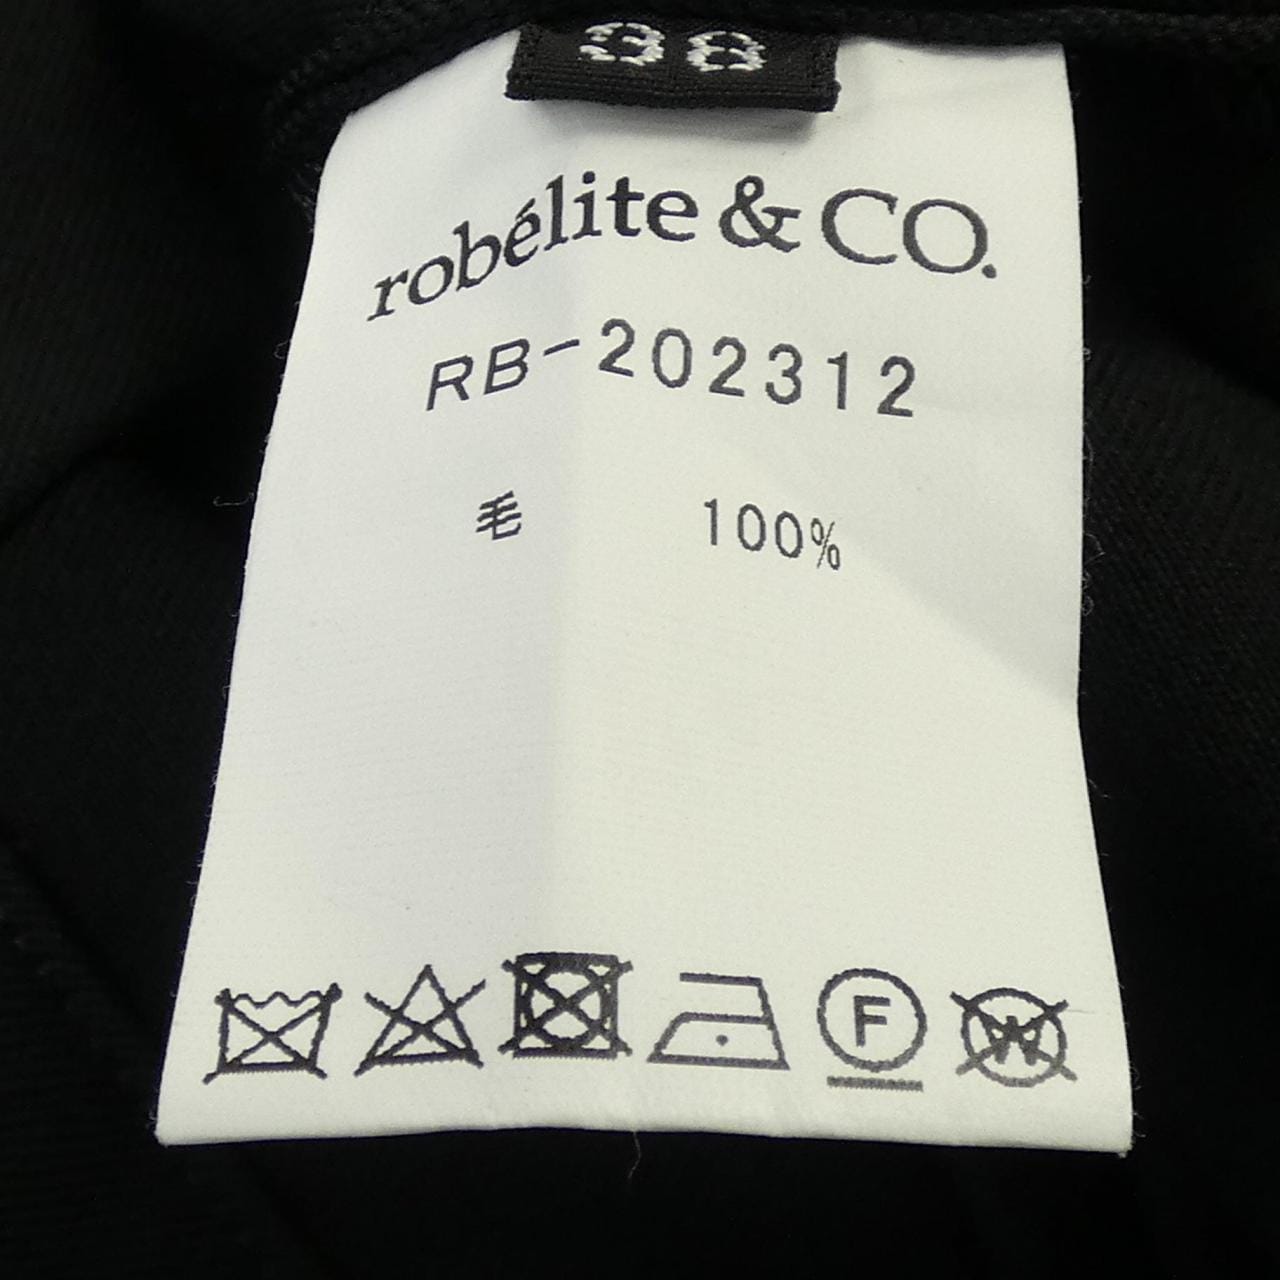 38
robélite & CO.
RB-202312
毛 100%
F W